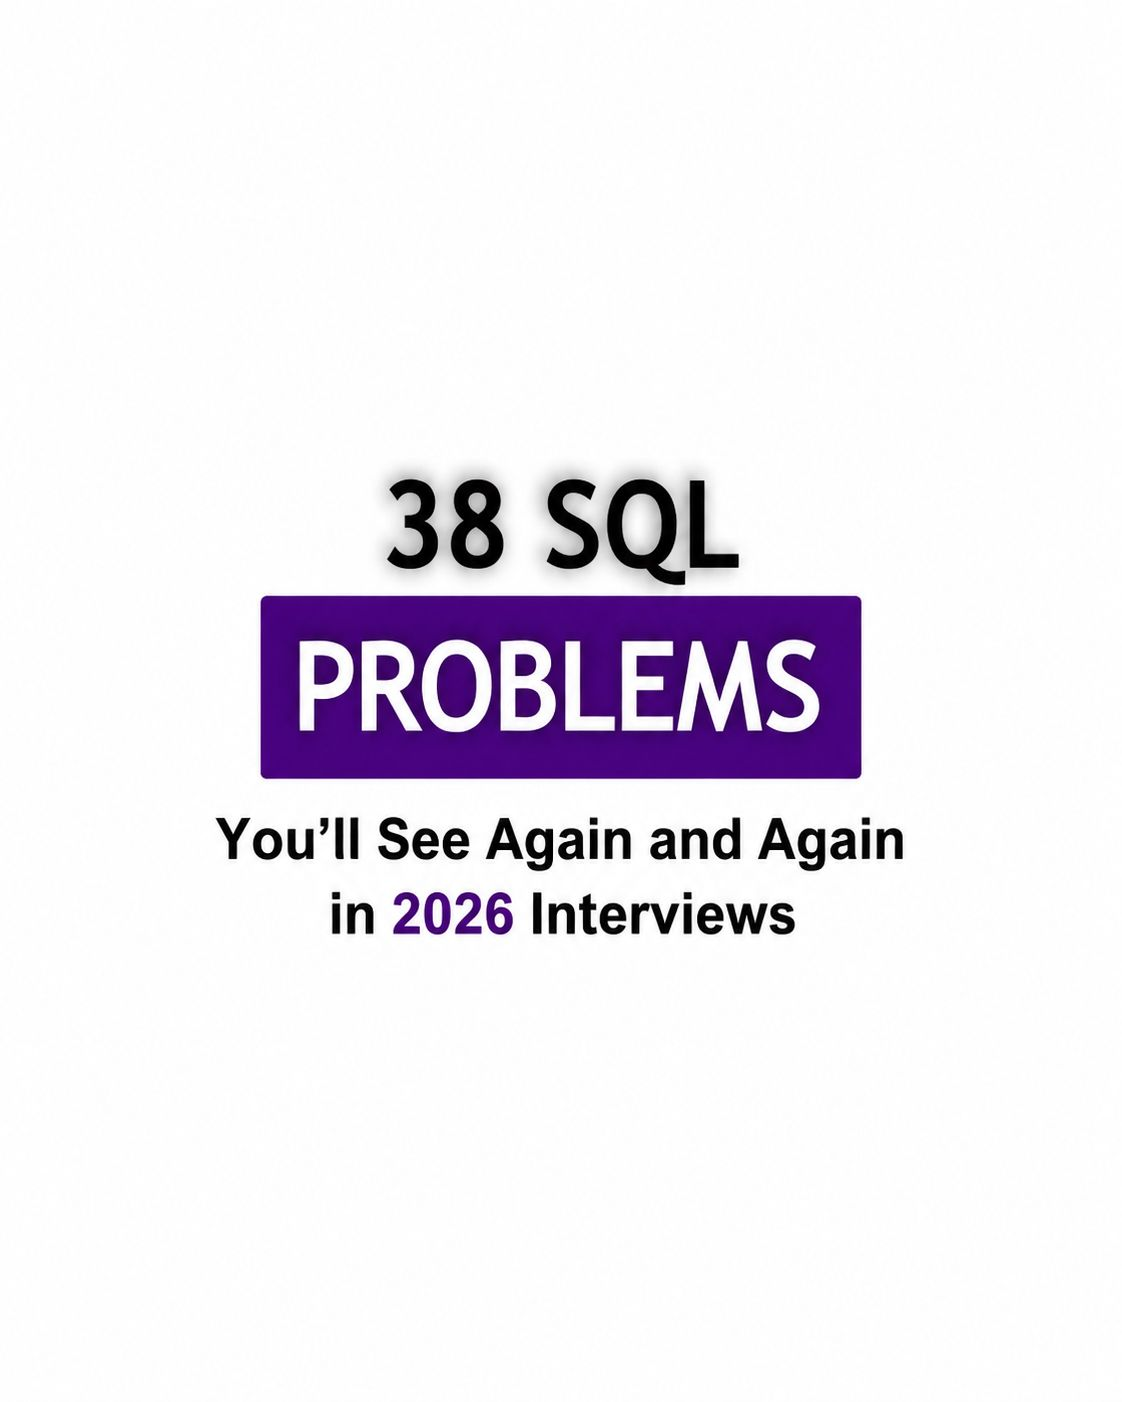 38 SQL
PROBLEMS
You’ll See Again and Again
in 2026 Interviews